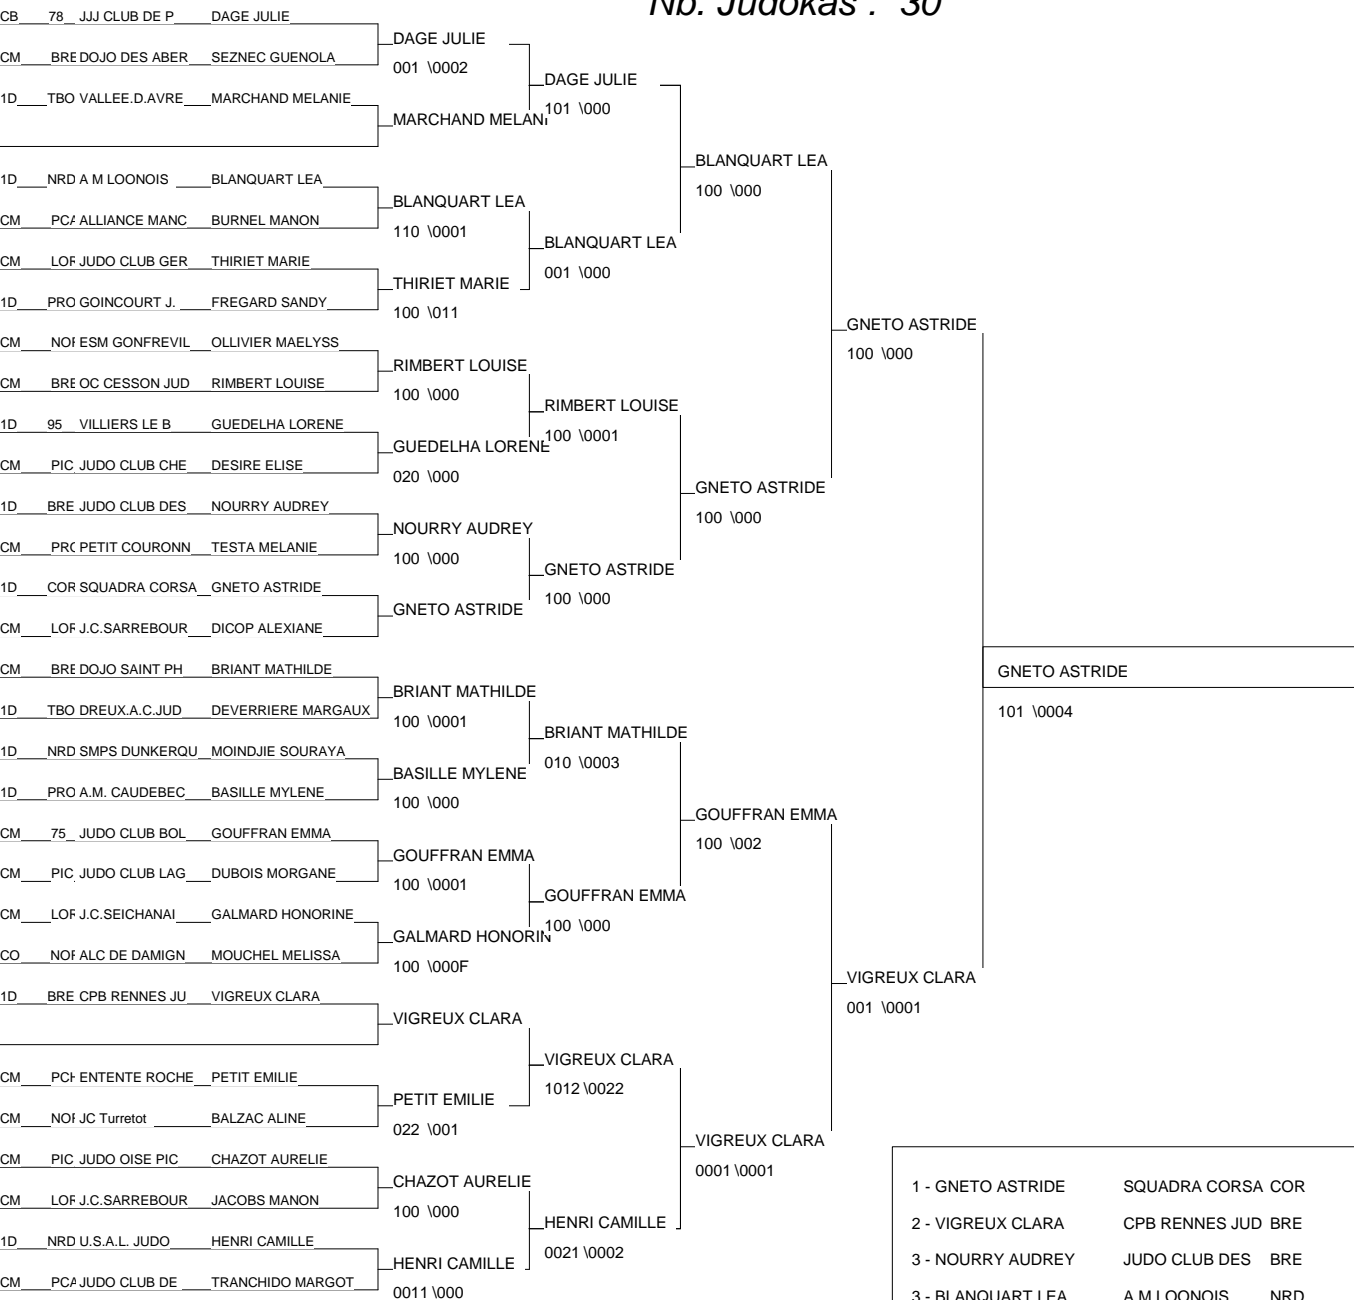 Nb. Judokas : 30
CB 78 JJJ CLUB DE P DAGE JULIE
CM BRE DOJO DES ABER SEZNEC GUENOLA
1D TBO VALLEE.D.AVRE MARCHAND MELANIE
1D NRD A M LOONOIS BLANQUART LEA
CM PCA ALLIANCE MANC BURNEL MANON
CM LOR JUDO CLUB GER THIRIET MARIE
1D PRO GOINCOURT J. FREGARD SANDY
CM NOR ESM GONFREVIL OLLIVIER MAELYSS
CM BRE OC CESSON JUD RIMBERT LOUISE
1D 95 VILLIERS LE B GUEDELHA LORENE
CM PIC JUDO CLUB CHE DESIRE ELISE
1D BRE JUDO CLUB DES NOURRY AUDREY
CM PRO PETIT COURONN TESTA MELANIE
1D COR SQUADRA CORSA GNETO ASTRIDE
CM LOR J.C.SARREBOUR DICOP ALEXIANE
CM BRE DOJO SAINT PH BRIANT MATHILDE
1D TBO DREUX.A.C.JUD DEVERRIERE MARGAUX
1D NRD SMPS DUNKERQU MOINDJIE SOURAYA
1D PRO A.M. CAUDEBEC BASILLE MYLENE
CM 75 JUDO CLUB BOL GOUFFRAN EMMA
CM PIC JUDO CLUB LAG DUBOIS MORGANE
CM LOR J.C.SEICHANAI GALMARD HONORINE
CO NOR ALC DE DAMIGN MOUCHEL MELISSA
1D BRE CPB RENNES JU VIGREUX CLARA
CM PCH ENTENTE ROCHE PETIT EMILIE
CM NOR JC Turretot BALZAC ALINE
CM PIC JUDO OISE PIC CHAZOT AURELIE
CM LOR J.C.SARREBOUR JACOBS MANON
1D NRD U.S.A.L. JUDO HENRI CAMILLE
CM PCA JUDO CLUB DE TRANCHIDO MARGOT
DAGE JULIE
001 \0002
MARCHAND MELANI
BLANQUART LEA
110 \0001
THIRIET MARIE
100 \011
RIMBERT LOUISE
100 \000
GUEDELHA LORENE
020 \000
NOURRY AUDREY
100 \000
GNETO ASTRIDE
BRIANT MATHILDE
100 \0001
BASILLE MYLENE
100 \000
GOUFFRAN EMMA
100 \0001
GALMARD HONORIN
100 \000F
VIGREUX CLARA
PETIT EMILIE
022 \001
CHAZOT AURELIE
100 \000
HENRI CAMILLE
0011 \000
DAGE JULIE
101 \000
BLANQUART LEA
001 \000
RIMBERT LOUISE
100 \0001
GNETO ASTRIDE
100 \000
BRIANT MATHILDE
010 \0003
GOUFFRAN EMMA
100 \000
VIGREUX CLARA
1012 \0022
HENRI CAMILLE
0021 \0002
BLANQUART LEA
100 \000
GNETO ASTRIDE
100 \000
GOUFFRAN EMMA
100 \002
VIGREUX CLARA
0001 \0001
GNETO ASTRIDE
100 \000
VIGREUX CLARA
001 \0001
GNETO ASTRIDE
101 \0004
1 - GNETO ASTRIDE SQUADRA CORSA COR
2 - VIGREUX CLARA CPB RENNES JUD BRE
3 - NOURRY AUDREY JUDO CLUB DES BRE
3 - BLANQUART LEA A M LOONOIS NRD